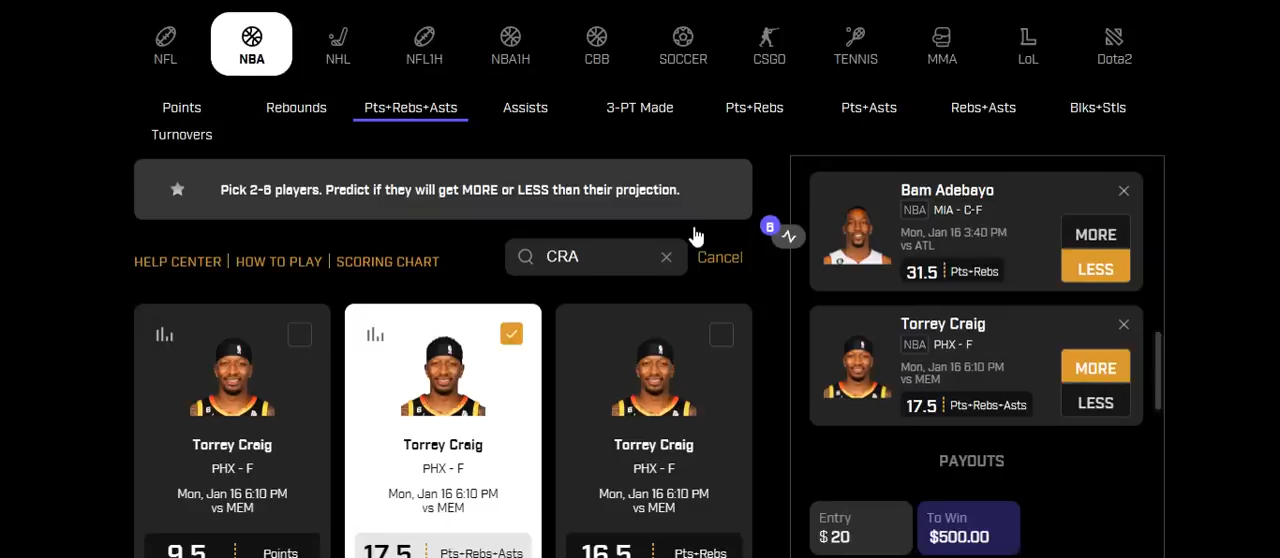 NFL
NBA
NHL
NFL1H
NBA1H
CBB
SOCCER
CSGO
TENNIS
MMA
LoL
Dota2
Points
Rebounds
Pts+Rebs+Asts
Assists
3-PT Made
Pts+Rebs
Pts+Asts
Rebs+Asts
Blks+Stls
Turnovers
Pick 2-6 players. Predict if they will get MORE or LESS than their projection.
HELP CENTER | HOW TO PLAY | SCORING CHART
CRA
Cancel
Torrey Craig
PHX - F
Mon, Jan 16 6:10 PM
vs MEM
9.5 Points
Torrey Craig
PHX - F
Mon, Jan 16 6:10 PM
vs MEM
17.5 Pts+Rebs+Asts
Torrey Craig
PHX - F
Mon, Jan 16 6:10 PM
vs MEM
16.5 Pts+Rebs
6
Bam Adebayo
NBA MIA - C-F
Mon, Jan 16 3:40 PM
vs ATL
31.5 Pts+Rebs
MORE
LESS
Torrey Craig
NBA PHX - F
Mon, Jan 16 6:10 PM
vs MEM
17.5 Pts+Rebs+Asts
MORE
LESS
PAYOUTS
Entry
$ 20
To Win
$500.00